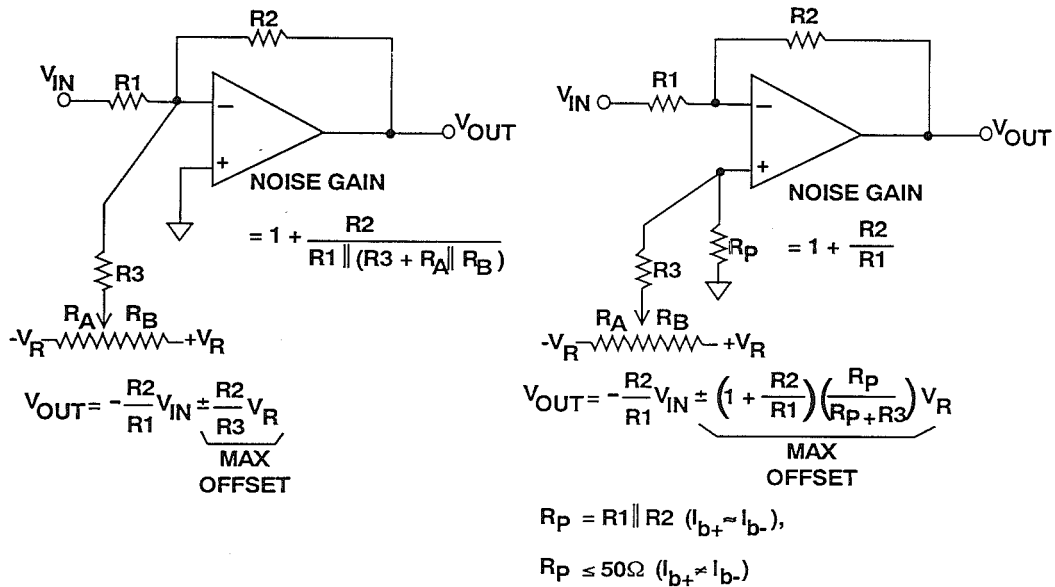 R2
V_IN
R1
−
+
V_OUT
NOISE GAIN
= 1 + R2 / (R1 || (R3 + R_A || R_B))
R3
R_A R_B
-V_R +V_R
V_OUT = - R2/R1 V_IN ± R2/R3 V_R
MAX
OFFSET
R2
V_IN
R1
−
+
V_OUT
NOISE GAIN
= 1 + R2/R1
R_P
R3
R_A R_B
-V_R +V_R
V_OUT = - R2/R1 V_IN ± (1 + R2/R1) (R_P/(R_P+R3)) V_R
MAX
OFFSET
R_P = R1 || R2 (I_b+ ≈ I_b-),
R_P ≤ 50Ω (I_b+ ≠ I_b-)